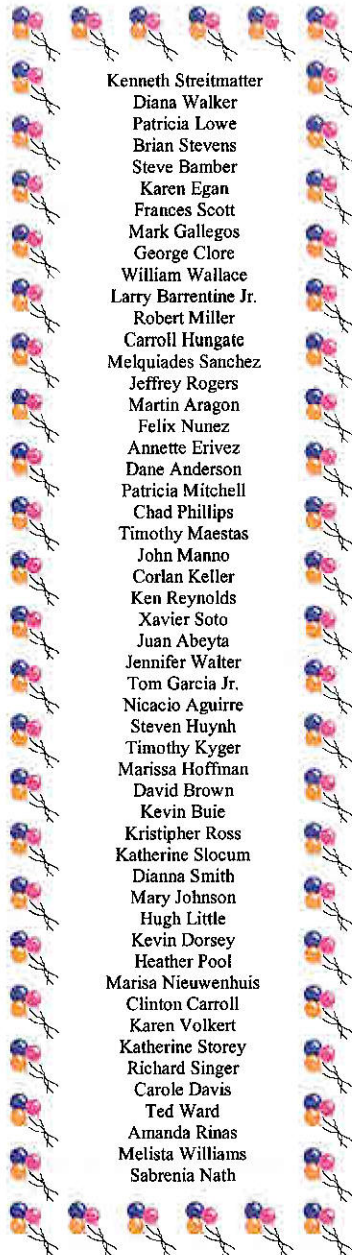 Kenneth Streitmatter
Diana Walker
Patricia Lowe
Brian Stevens
Steve Bamber
Karen Egan
Frances Scott
Mark Gallegos
George Clore
William Wallace
Larry Barrentine Jr.
Robert Miller
Carroll Hungate
Melquiades Sanchez
Jeffrey Rogers
Martin Aragon
Felix Nunez
Annette Erivez
Dane Anderson
Patricia Mitchell
Chad Phillips
Timothy Maestas
John Manno
Corlan Keller
Ken Reynolds
Xavier Soto
Juan Abeyta
Jennifer Walter
Tom Garcia Jr.
Nicacio Aguirre
Steven Huynh
Timothy Kyger
Marissa Hoffman
David Brown
Kevin Buie
Kristipher Ross
Katherine Slocum
Dianna Smith
Mary Johnson
Hugh Little
Kevin Dorsey
Heather Pool
Marisa Nieuwenhuis
Clinton Carroll
Karen Volkert
Katherine Storey
Richard Singer
Carole Davis
Ted Ward
Amanda Rinas
Melista Williams
Sabrenia Nath